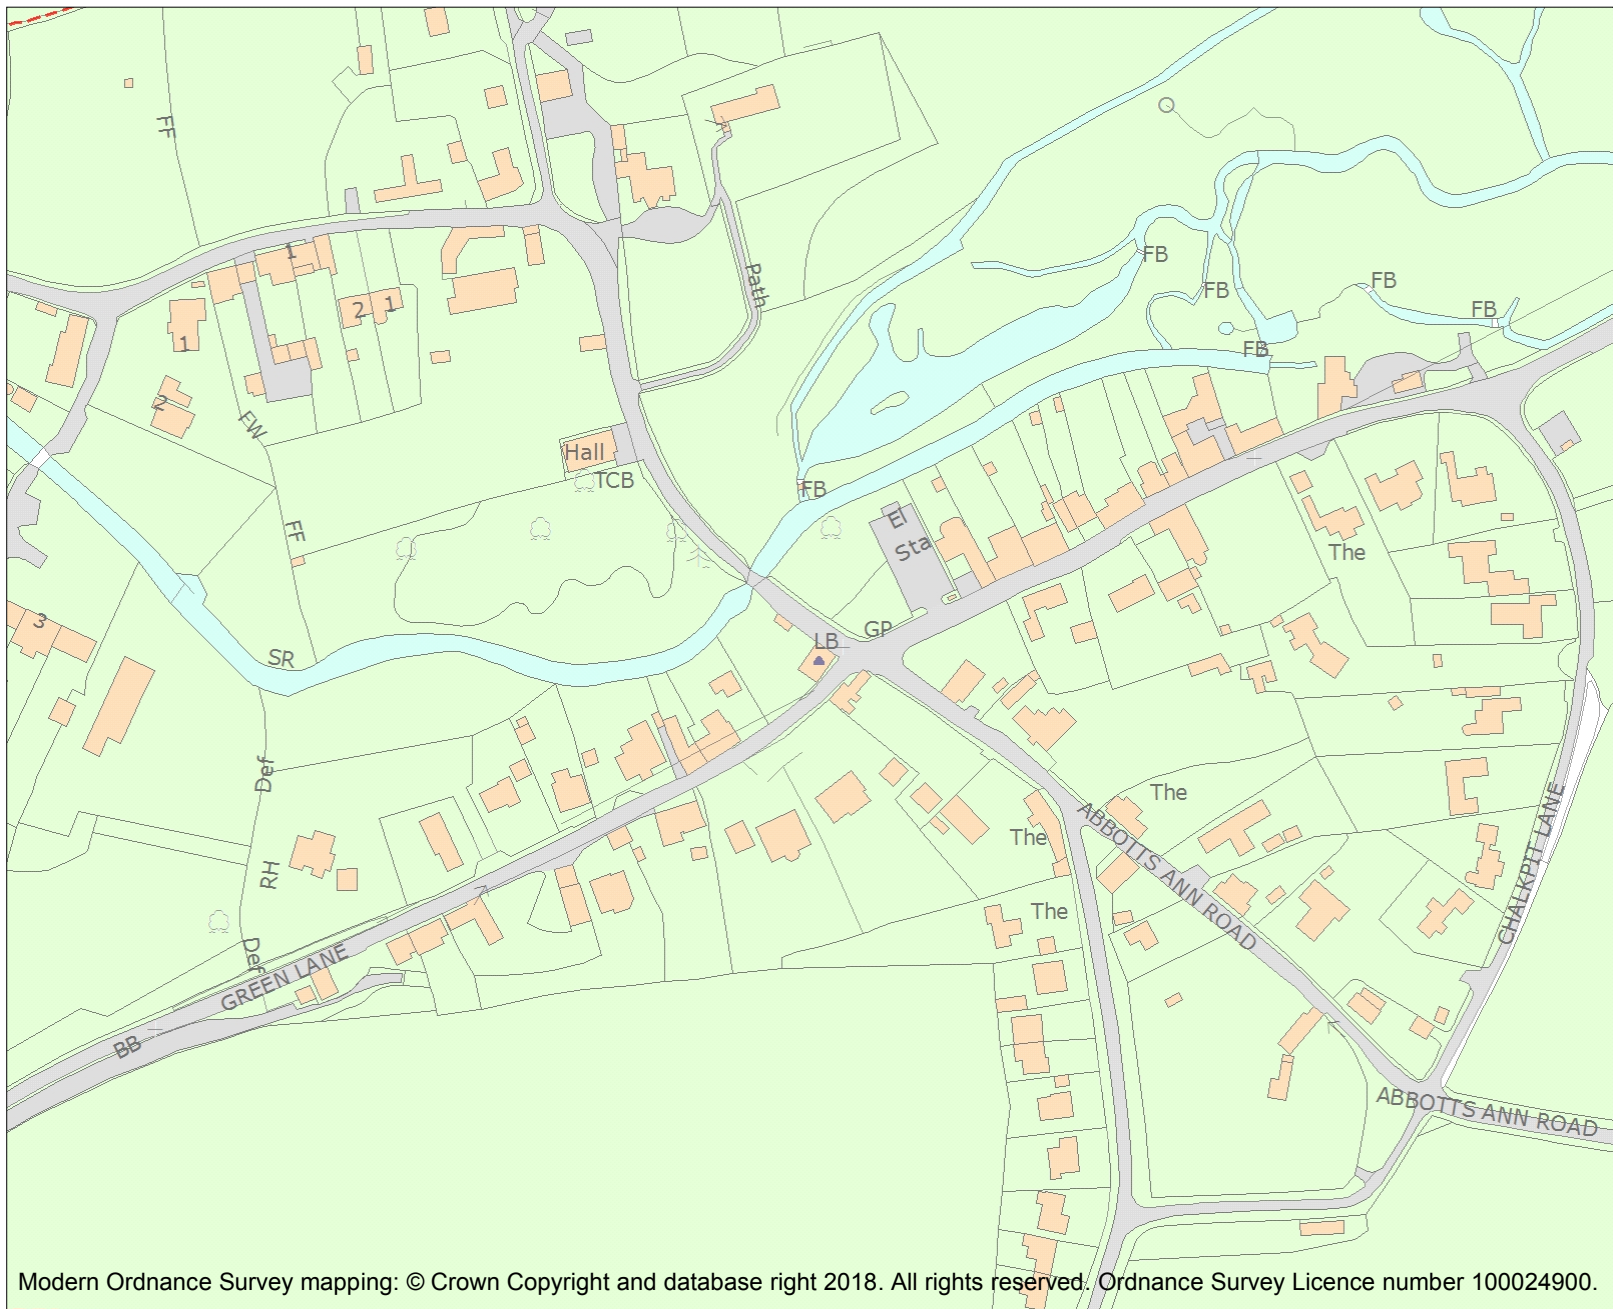 FF
1
Path
FB
2 1
FB
FB
FB
1
FB
2
FW
Hall
TCB
FB
El
Sta
FF
The
3
GP
LB
SR
Def
The
ABBOTTS ANN ROAD
The
CHALKPIT LANE
RH
The
Def
GREEN LANE
BB
ABBOTTS ANN ROAD
Modern Ordnance Survey mapping: © Crown Copyright and database right 2018. All rights reserved. Ordnance Survey Licence number 100024900.